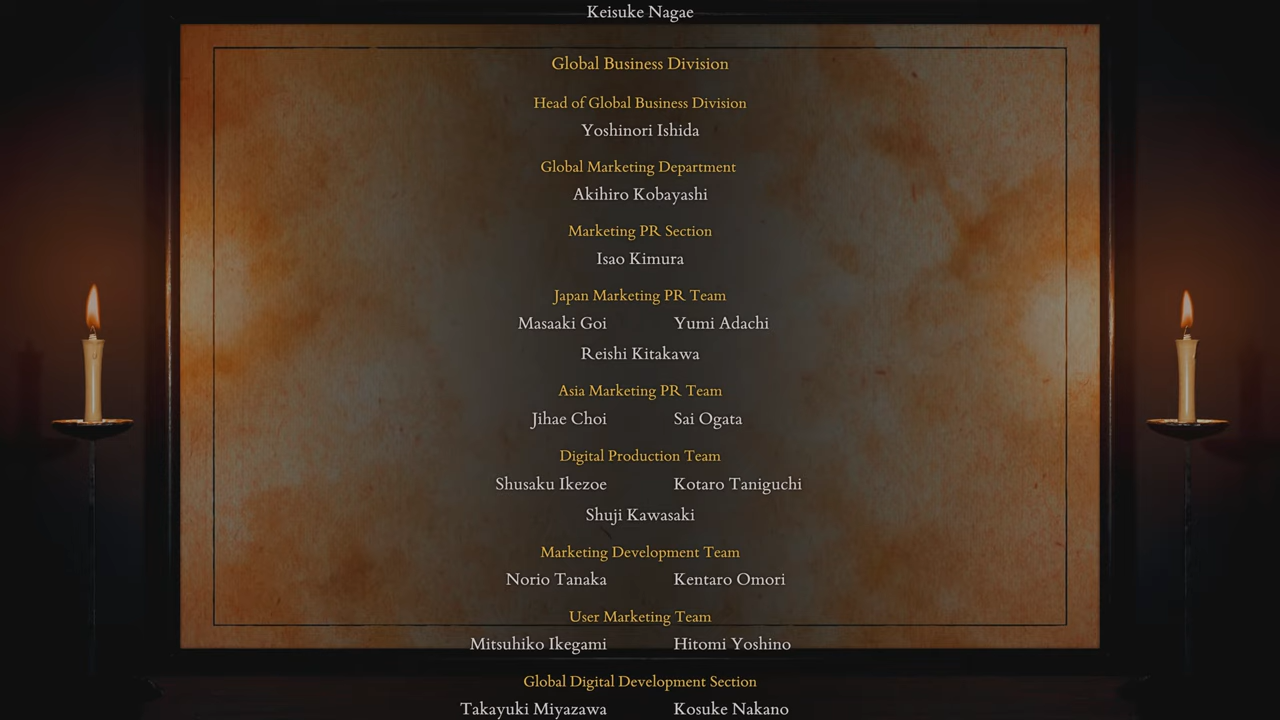 Keisuke Nagae
Global Business Division
Head of Global Business Division
Yoshinori Ishida
Global Marketing Department
Akihiro Kobayashi
Marketing PR Section
Isao Kimura
Japan Marketing PR Team
Masaaki Goi Yumi Adachi
Reishi Kitakawa
Asia Marketing PR Team
Jihae Choi Sai Ogata
Digital Production Team
Shusaku Ikezoe Kotaro Taniguchi
Shuji Kawasaki
Marketing Development Team
Norio Tanaka Kentaro Omori
User Marketing Team
Mitsuhiko Ikegami Hitomi Yoshino
Global Digital Development Section
Takayuki Miyazawa Kosuke Nakano